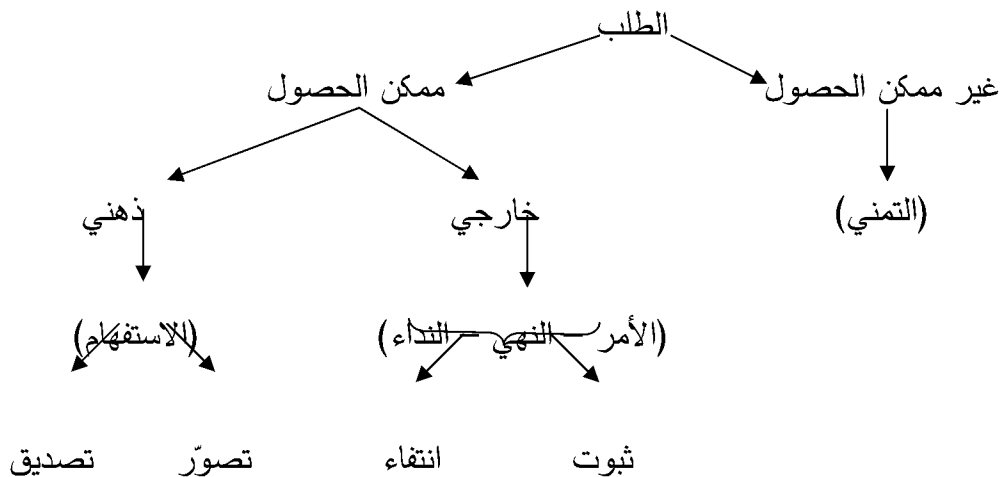 الطلب
غير ممكن الحصول ممكن الحصول
(التمني) خارجي ذهني
(الأمر – النهي – النداء) (الاستفهام)
ثبوت انتفاء تصوّر تصديق